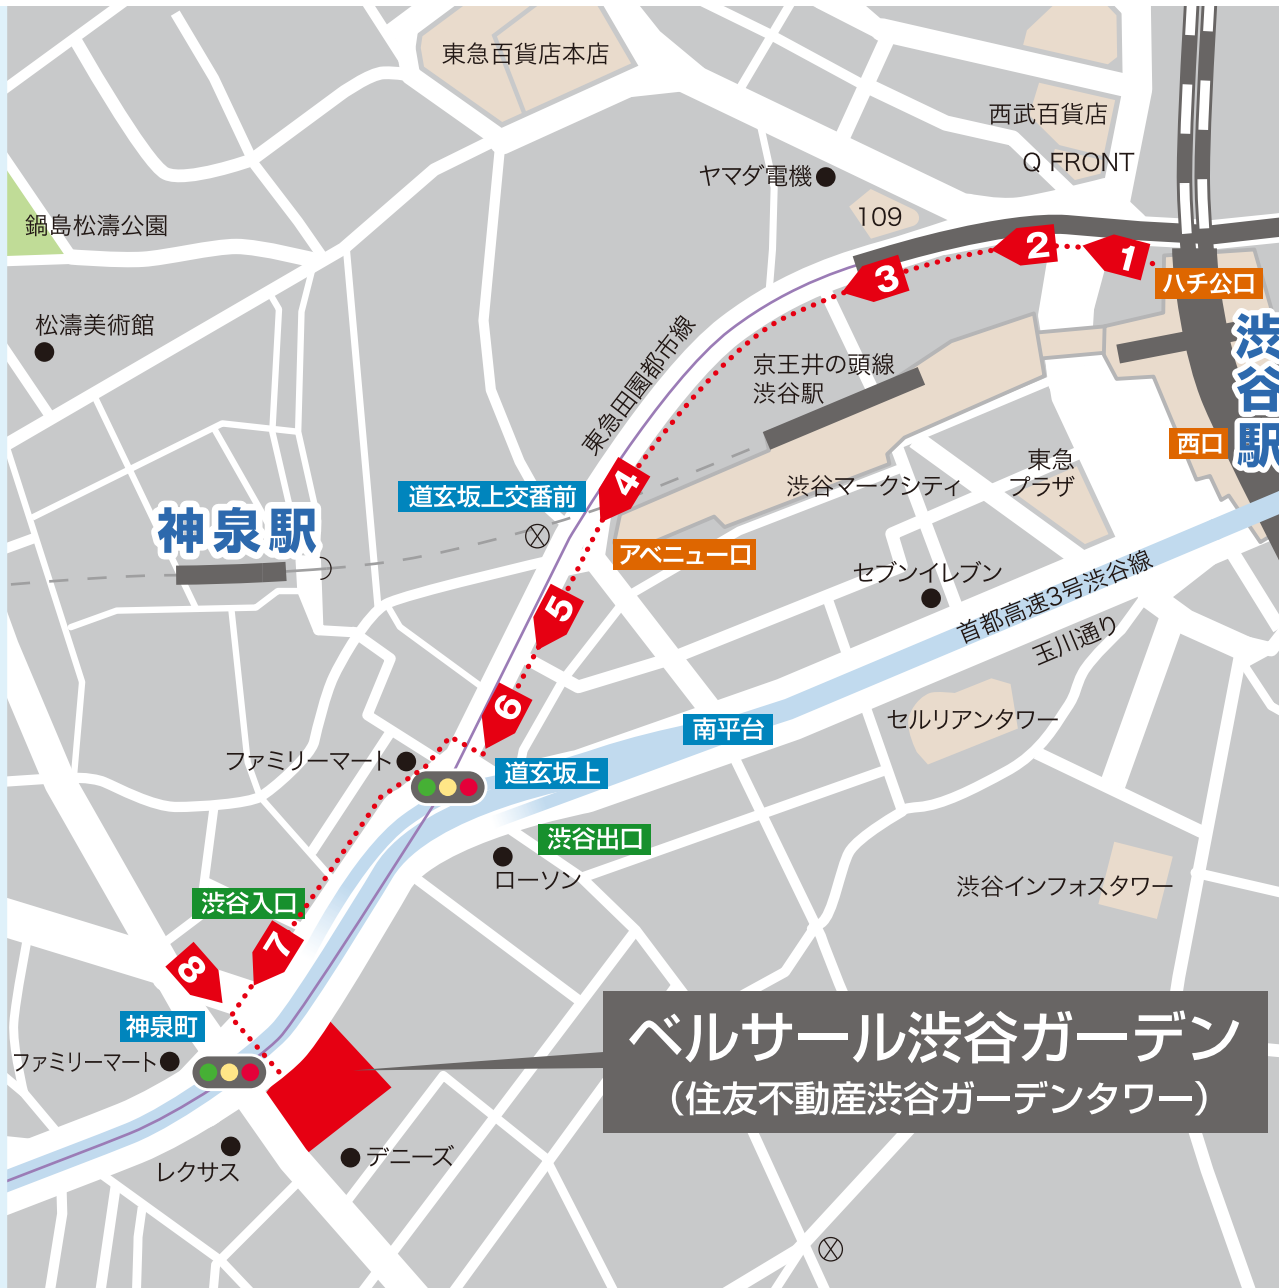 東急百貨店本店
西武百貨店
Q FRONT
ヤマダ電機
109
鍋島松濤公園
2
1
3
ハチ公口
松濤美術館
渋谷駅
東急田園都市線
京王井の頭線
渋谷駅
西口
東急
プラザ
4
道玄坂上交番前
渋谷マークシティ
神泉駅
アベニュー口
セブンイレブン
5
首都高速3号渋谷線
玉川通り
6
セルリアンタワー
南平台
ファミリーマート
道玄坂上
渋谷出口
ローソン
渋谷インフォスタワー
渋谷入口
7
8
神泉町
ベルサール渋谷ガーデン
ファミリーマート
（住友不動産渋谷ガーデンタワー）
デニーズ
レクサス